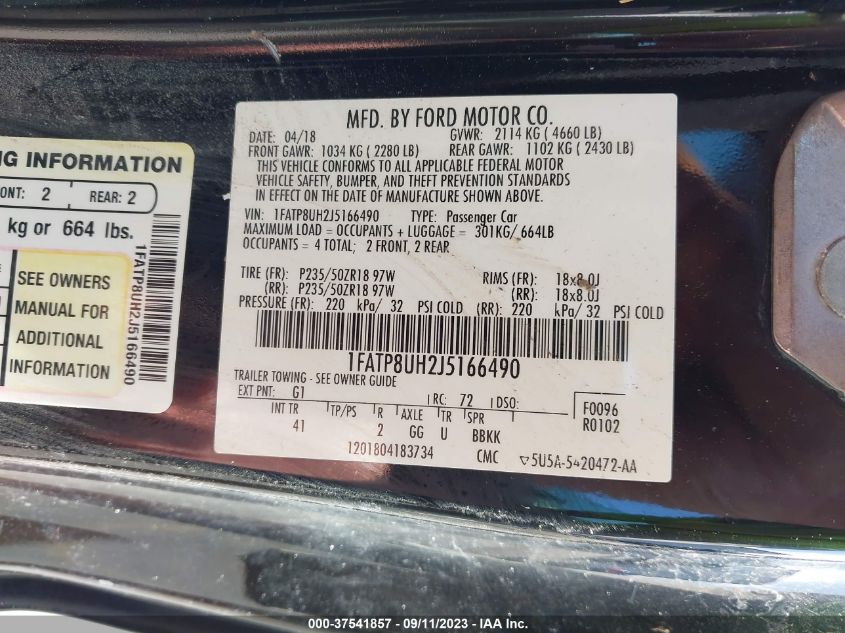 MFD. BY FORD MOTOR CO.
DATE: 04/18 GVWR: 2114 KG ( 4660 LB)
FRONT GAWR: 1034 KG ( 2280 LB) REAR GAWR: 1102 KG ( 2430 LB)
THIS VEHICLE CONFORMS TO ALL APPLICABLE FEDERAL MOTOR
VEHICLE SAFETY, BUMPER, AND THEFT PREVENTION STANDARDS
IN EFFECT ON THE DATE OF MANUFACTURE SHOWN ABOVE.
VIN: 1FATP8UH2J5166490 TYPE: Passenger Car
MAXIMUM LOAD = OCCUPANTS + LUGGAGE = 301KG/ 664LB
OCCUPANTS = 4 TOTAL; 2 FRONT, 2 REAR
TIRE (FR): P235/50ZR18 97W RIMS (FR): 18x8.0J
(RR): P235/50ZR18 97W (RR): 18x8.0J
PRESSURE (FR): 220 kPa/ 32 PSI COLD (RR): 220 kPa/ 32 PSI COLD
1FATP8UH2J5166490
TRAILER TOWING - SEE OWNER GUIDE
EXT PNT: G1 RC: 72 DSO:
F0096
R0102
INT TR TP/PS R AXLE TR SPR
41 2 GG U BBKK
1201804183734 CMC ▽5U5A-5420472-AA
NG INFORMATION
ONT: 2 REAR: 2
kg or 664 lbs.
SEE OWNERS
MANUAL FOR
ADDITIONAL
INFORMATION
1FATP8UH2J5166490
000-37541857 - 09/11/2023 - IAA Inc.